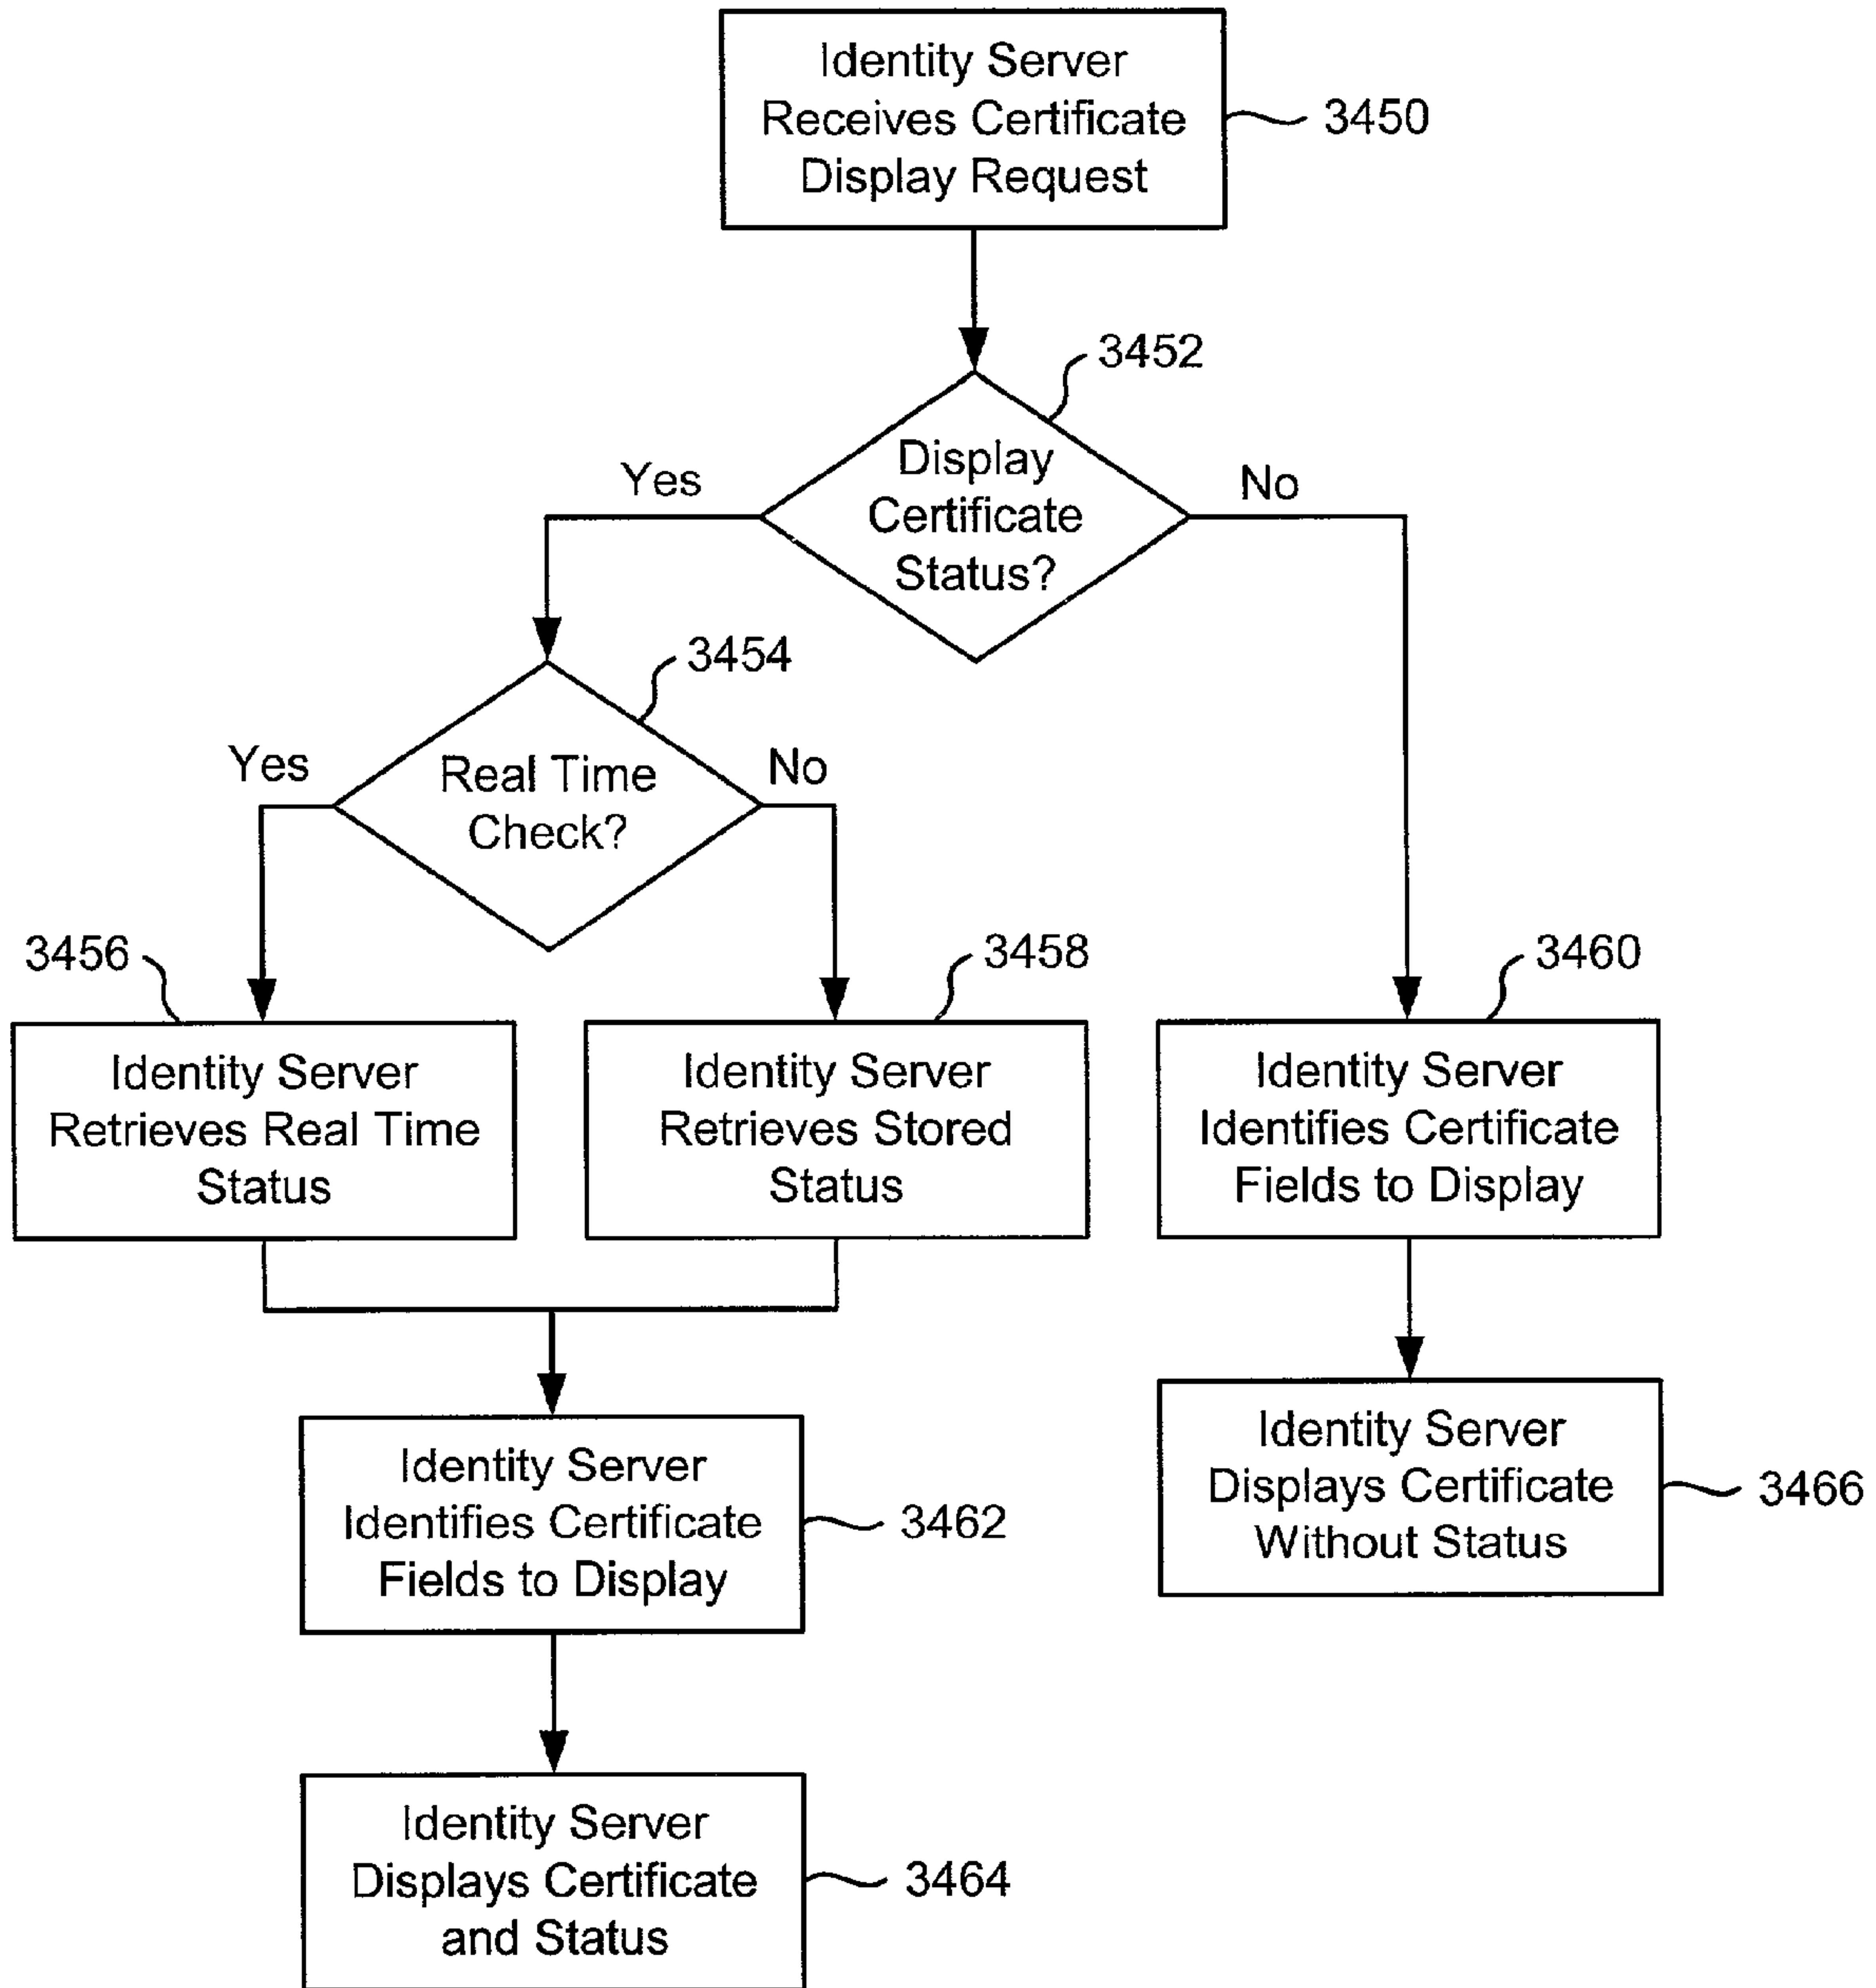 Identity Server
Receives Certificate
Display Request
3450
3452
Display
Certificate
Status?
Yes
No
3454
Real Time
Check?
Yes
No
3456
3458
3460
Identity Server
Retrieves Real Time
Status
Identity Server
Retrieves Stored
Status
Identity Server
Identifies Certificate
Fields to Display
Identity Server
Identifies Certificate
Fields to Display
3462
Identity Server
Displays Certificate
Without Status
3466
Identity Server
Displays Certificate
and Status
3464